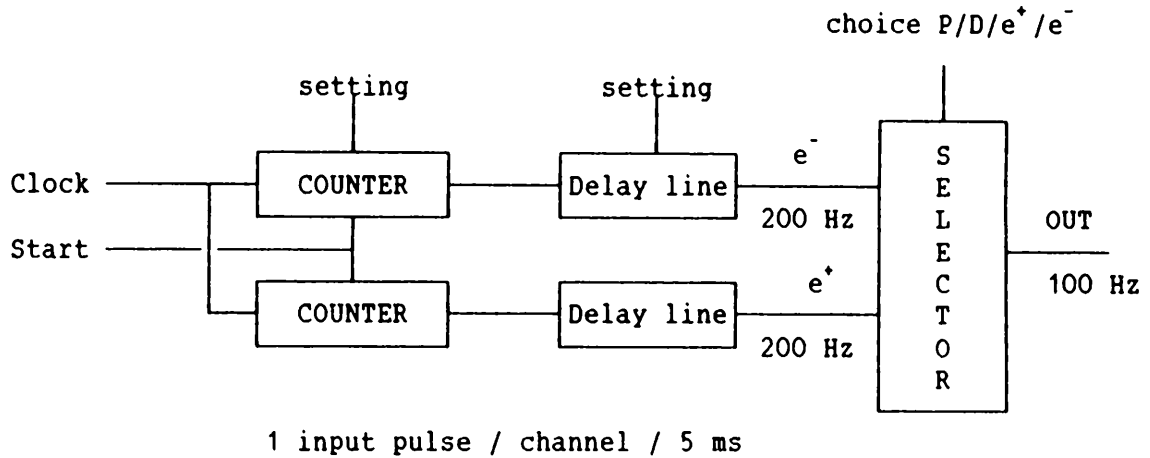 choice P/D/e⁺/e⁻
setting
setting
Clock
COUNTER
Delay line
e⁻
200 Hz
Start
COUNTER
Delay line
e⁺
200 Hz
SELECTOR
OUT
100 Hz
1 input pulse / channel / 5 ms